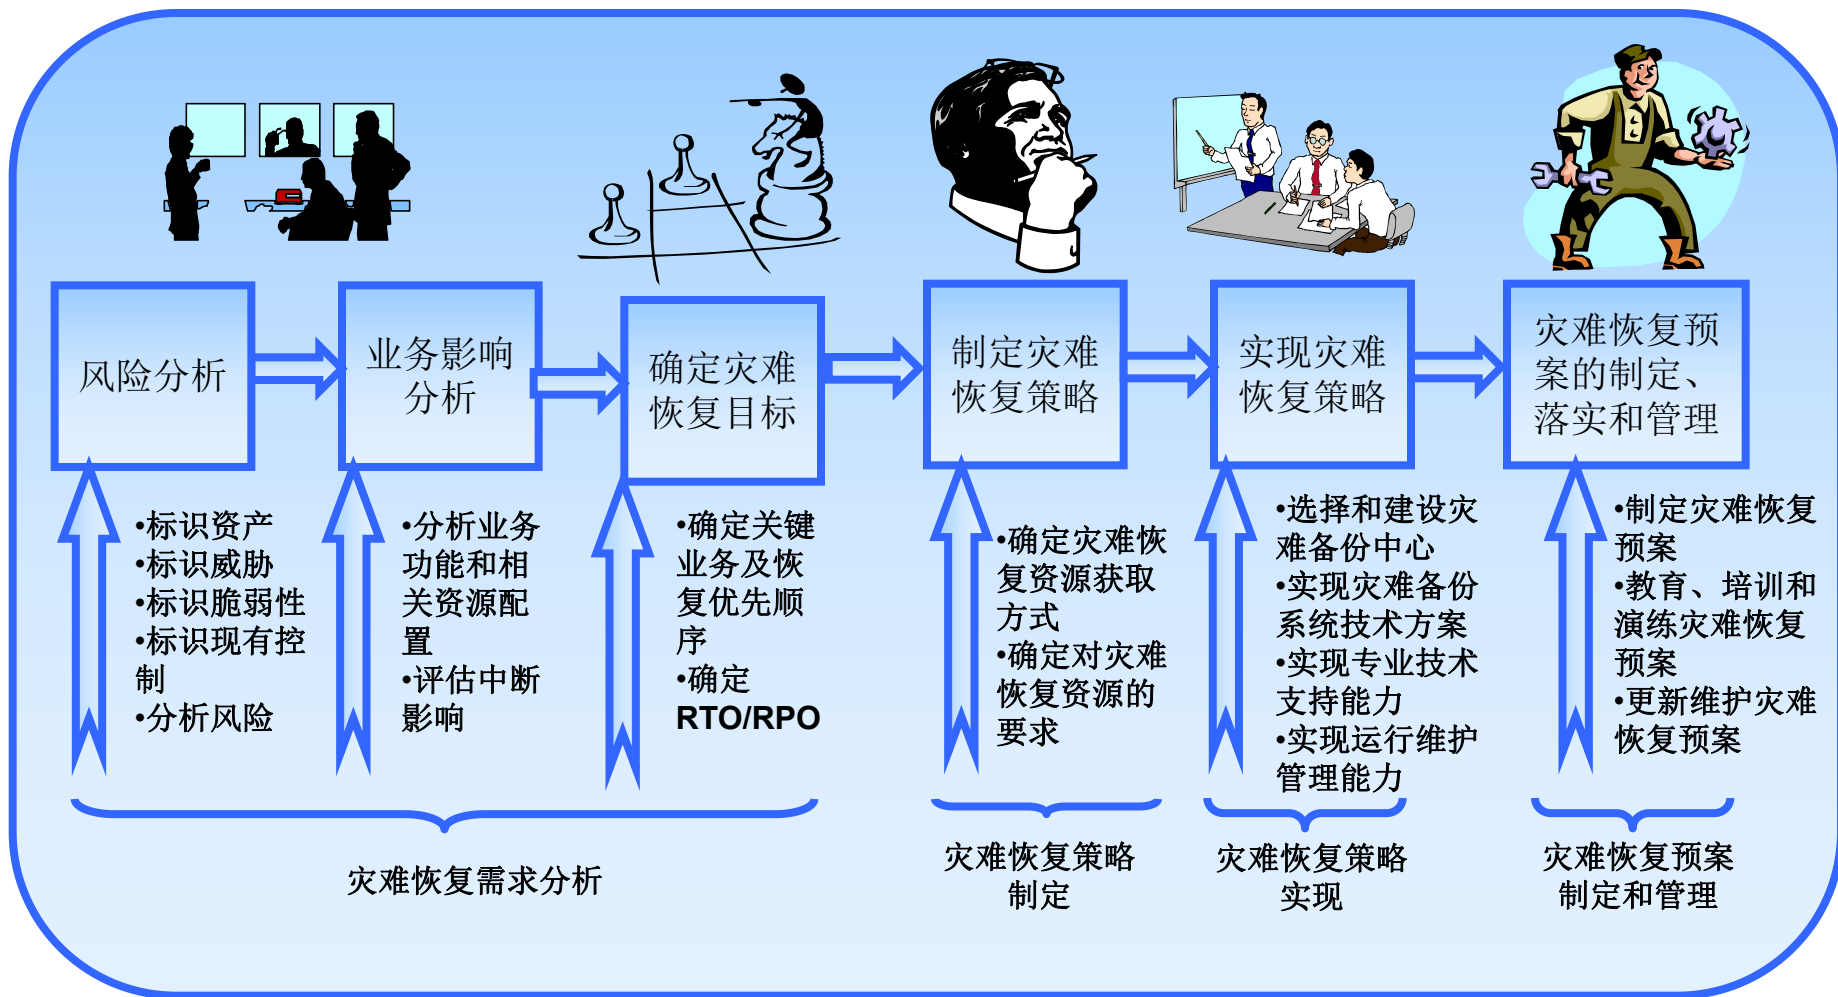 风险分析
业务影响
分析
确定灾难
恢复目标
制定灾难
恢复策略
实现灾难
恢复策略
灾难恢复预
案的制定、
落实和管理
•标识资产
•标识威胁
•标识脆弱性
•标识现有控
制
•分析风险
•分析业务
功能和相
关资源配
置
•评估中断
影响
•确定关键
业务及恢
复优先顺
序
•确定
RTO/RPO
•确定灾难恢
复资源获取
方式
•确定对灾难
恢复资源的
要求
•选择和建设灾
难备份中心
•实现灾难备份
系统技术方案
•实现专业技术
支持能力
•实现运行维护
管理能力
•制定灾难恢复
预案
•教育、培训和
演练灾难恢复
预案
•更新维护灾难
恢复预案
灾难恢复需求分析
灾难恢复策略
制定
灾难恢复策略
实现
灾难恢复预案
制定和管理